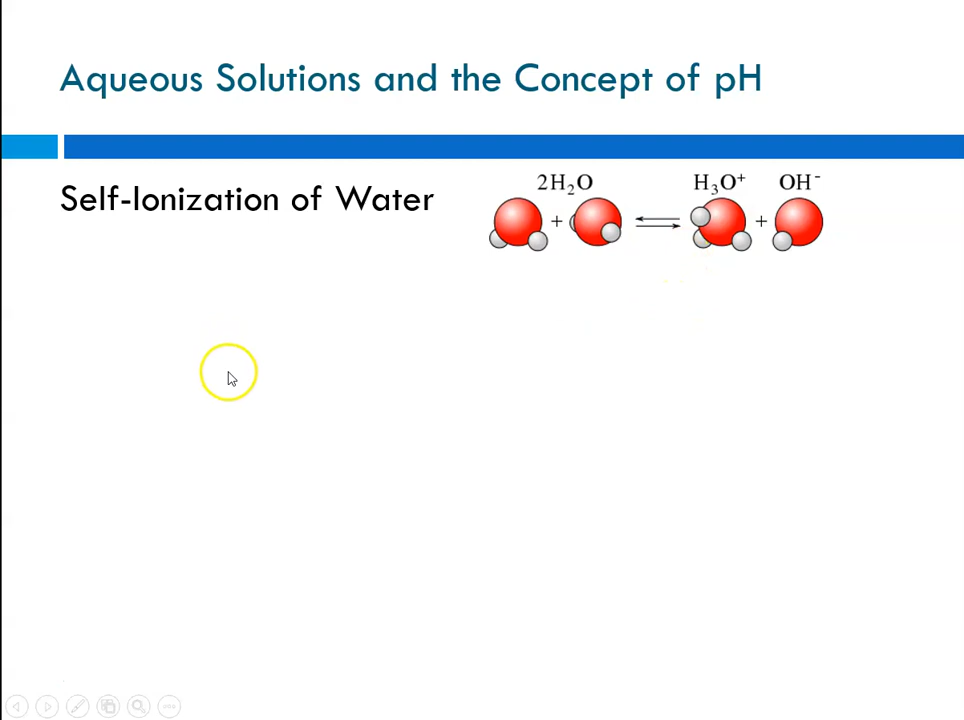 Aqueous Solutions and the Concept of pH
Self-Ionization of Water
2H₂O H₃O⁺ OH⁻
+ ⇌ +